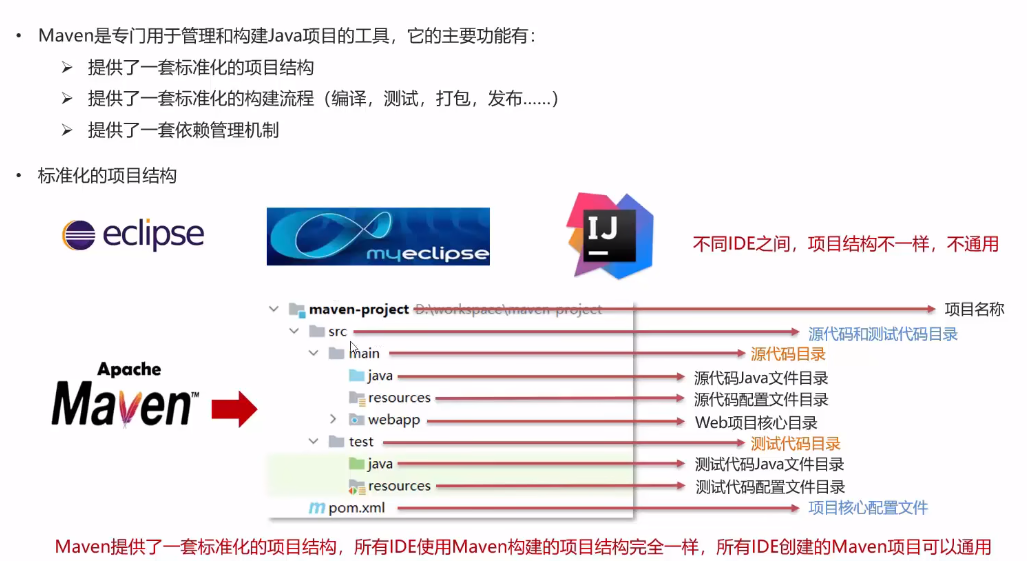 • Maven是专门用于管理和构建Java项目的工具，它的主要功能有：
➢ 提供了一套标准化的项目结构
➢ 提供了一套标准化的构建流程（编译，测试，打包，发布……）
➢ 提供了一套依赖管理机制
• 标准化的项目结构
eclipse
myeclipse
IJ
不同IDE之间，项目结构不一样，不通用
maven-project D:\workspace\maven-project 项目名称
src 源代码和测试代码目录
main 源代码目录
java 源代码Java文件目录
resources 源代码配置文件目录
webapp Web项目核心目录
test 测试代码目录
java 测试代码Java文件目录
resources 测试代码配置文件目录
pom.xml 项目核心配置文件
Apache
Maven™
Maven提供了一套标准化的项目结构，所有IDE使用Maven构建的项目结构完全一样，所有IDE创建的Maven项目可以通用